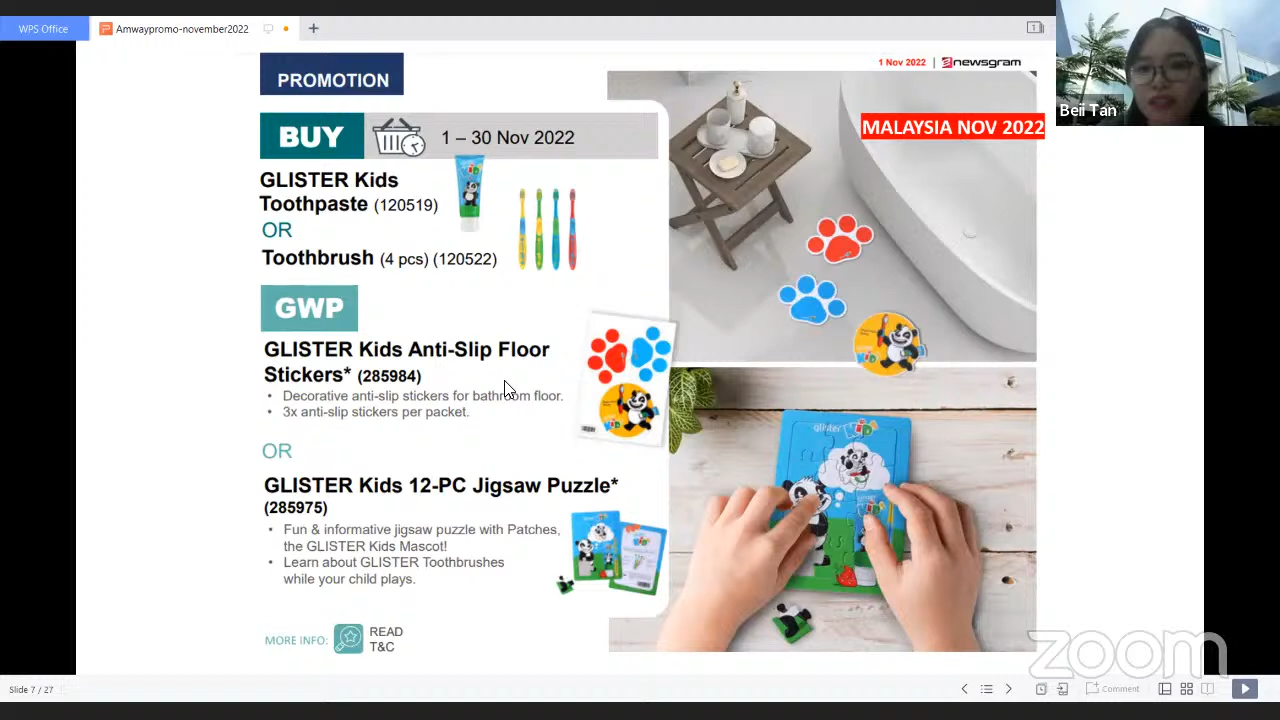 WPS Office
Amwaypromo-november2022
1
PROMOTION
1 Nov 2022 | newsgram
MALAYSIA NOV 2022
Beii Tan
BUY
1 – 30 Nov 2022
GLISTER Kids
Toothpaste (120519)
OR
Toothbrush (4 pcs) (120522)
GWP
GLISTER Kids Anti-Slip Floor
Stickers* (285984)
• Decorative anti-slip stickers for bathroom floor.
• 3x anti-slip stickers per packet.
OR
GLISTER Kids 12-PC Jigsaw Puzzle*
(285975)
• Fun & informative jigsaw puzzle with Patches,
the GLISTER Kids Mascot!
• Learn about GLISTER Toothbrushes
while your child plays.
glister
MORE INFO:
READ
T&C
zoom
Slide 7 / 27
Comment